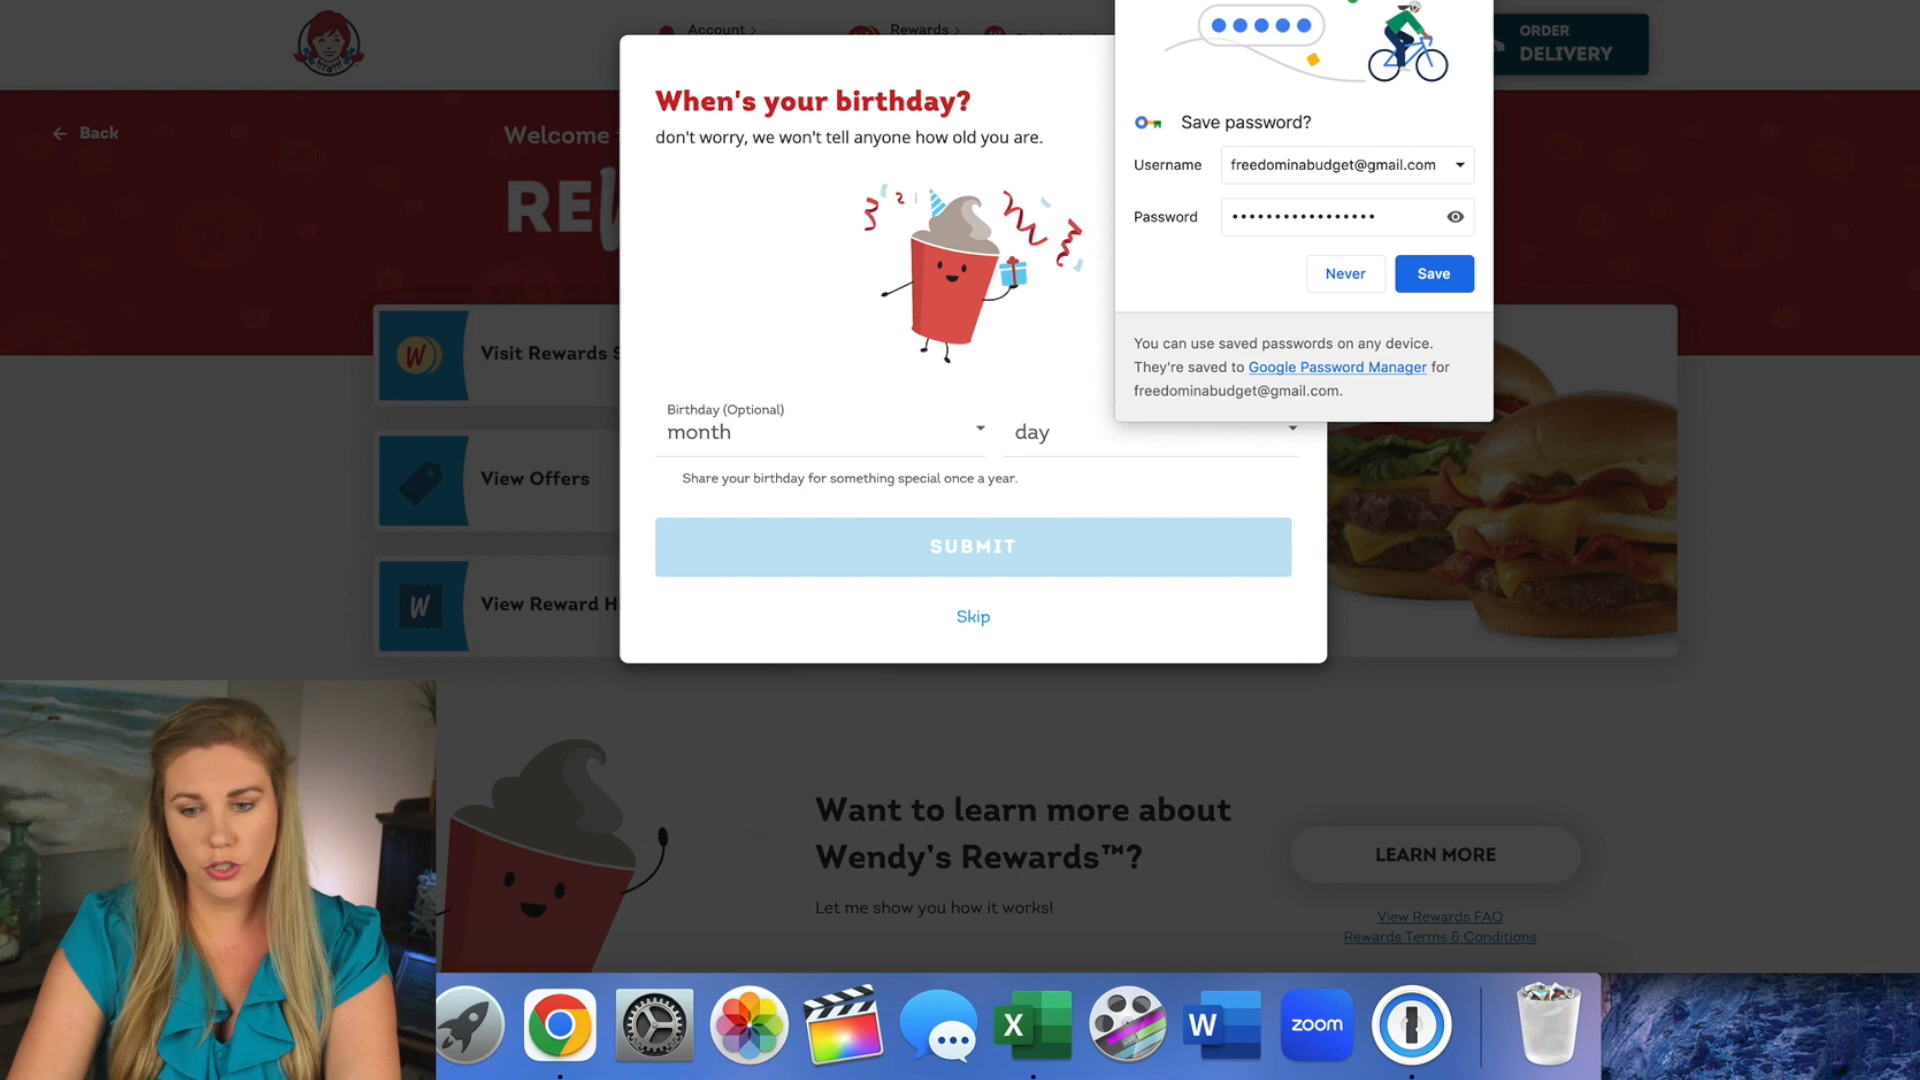 Account >
Rewards >
ORDER
DELIVERY
Back
Welcome
RE
When's your birthday?
don't worry, we won't tell anyone how old you are.
Save password?
Username
freedominabudget@gmail.com
Password
•••••••••••••••••
Never
Save
You can use saved passwords on any device.
They're saved to Google Password Manager for
freedominabudget@gmail.com.
W
Visit Rewards S
View Offers
W
View Reward H
Birthday (Optional)
month
day
Share your birthday for something special once a year.
SUBMIT
Skip
Want to learn more about
Wendy's Rewards™?
Let me show you how it works!
LEARN MORE
View Rewards FAQ
Rewards Terms & Conditions
X
W
zoom